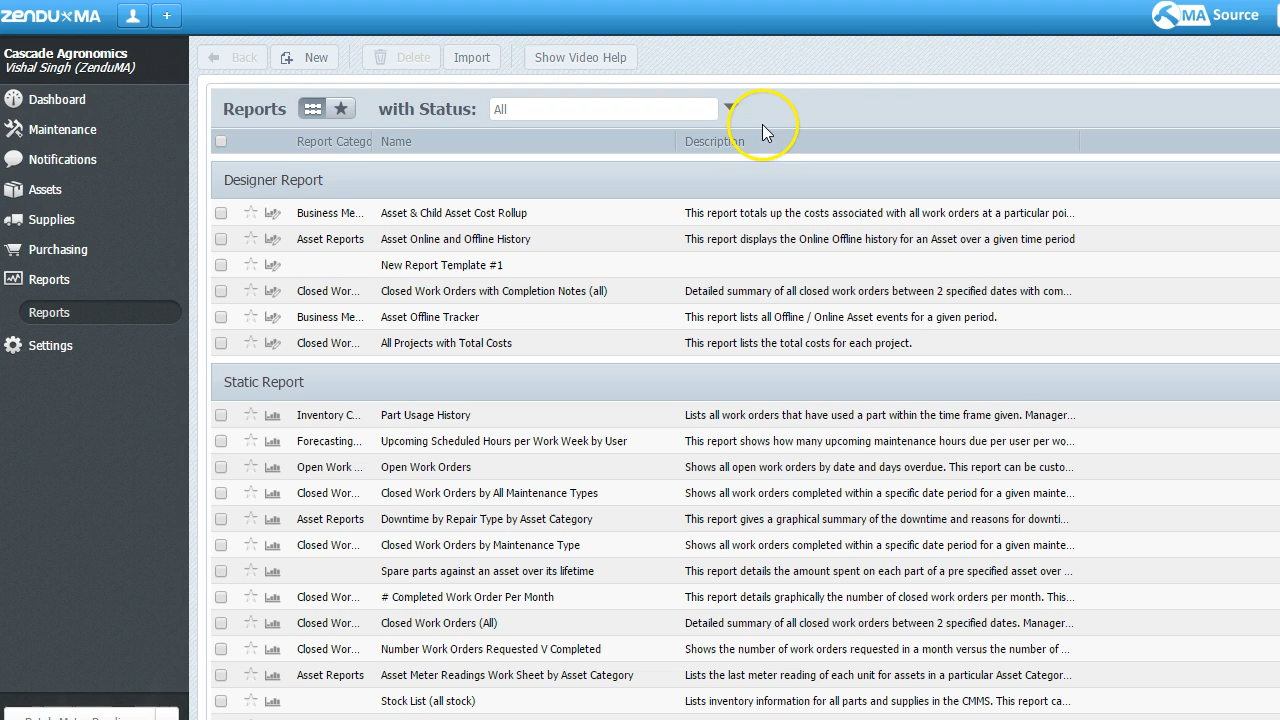 ZENDU MA
+
MA Source
Cascade Agronomics
Vishal Singh (ZenduMA)
Dashboard
Maintenance
Notifications
Assets
Supplies
Purchasing
Reports
Reports
Settings
Back New Delete Import Show Video Help
Reports with Status: All
Report Catego Name Description
Designer Report
Business Me... Asset & Child Asset Cost Rollup This report totals up the costs associated with all work orders at a particular poi...
Asset Reports Asset Online and Offline History This report displays the Online Offline history for an Asset over a given time period
New Report Template #1
Closed Wor... Closed Work Orders with Completion Notes (all) Detailed summary of all closed work orders between 2 specified dates with com...
Business Me... Asset Offline Tracker This report lists all Offline / Online Asset events for a given period.
Closed Wor... All Projects with Total Costs This report lists the total costs for each project.
Static Report
Inventory C... Part Usage History Lists all work orders that have used a part within the time frame given. Manager...
Forecasting... Upcoming Scheduled Hours per Work Week by User This report shows how many upcoming maintenance hours due per user per wo...
Open Work ... Open Work Orders Shows all open work orders by date and days overdue. This report can be custo...
Closed Wor... Closed Work Orders by All Maintenance Types Shows all work orders completed within a specific date period for a given mainte...
Asset Reports Downtime by Repair Type by Asset Category This report gives a graphical summary of the downtime and reasons for downti...
Closed Wor... Closed Work Orders by Maintenance Type Shows all work orders completed within a specific date period for a given mainte...
Spare parts against an asset over its lifetime This report details the amount spent on each part of a pre specified asset over ...
Closed Wor... # Completed Work Order Per Month This report details graphically the number of closed work orders per month. This...
Closed Wor... Closed Work Orders (All) Detailed summary of all closed work orders between 2 specified dates. Manager...
Closed Wor... Number Work Orders Requested V Completed Shows the number of work orders requested in a month versus the number of ...
Asset Reports Asset Meter Readings Work Sheet by Asset Category Lists the last meter reading of each unit for assets in a particular Asset Categor...
Stock List (all stock) Lists inventory information for all parts and supplies in the CMMS. This report ca...